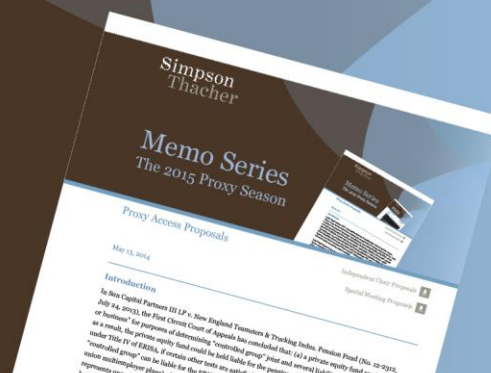 Simpson
Thacher
Memo Series
The 2015 Proxy Season
Memo Series
The 2015 Proxy Season
Proxy Access Proposals
Independent Chair Proposals
Special Meeting Proposals
May 13, 2014
Introduction
In Sun Capital Partners III LP v. New England Teamsters & Trucking Indus. Pension Fund (No. 12-2312,
July 24, 2013), the First Circuit Court of Appeals has concluded that: (a) a private equity fund
or business" for purposes of determining "controlled group" joint and several
as a result, the private equity fund could be held liable for the
under Title IV of ERISA, if certain other tests are
"controlled group" can be liable for the
union multiemployer
represents